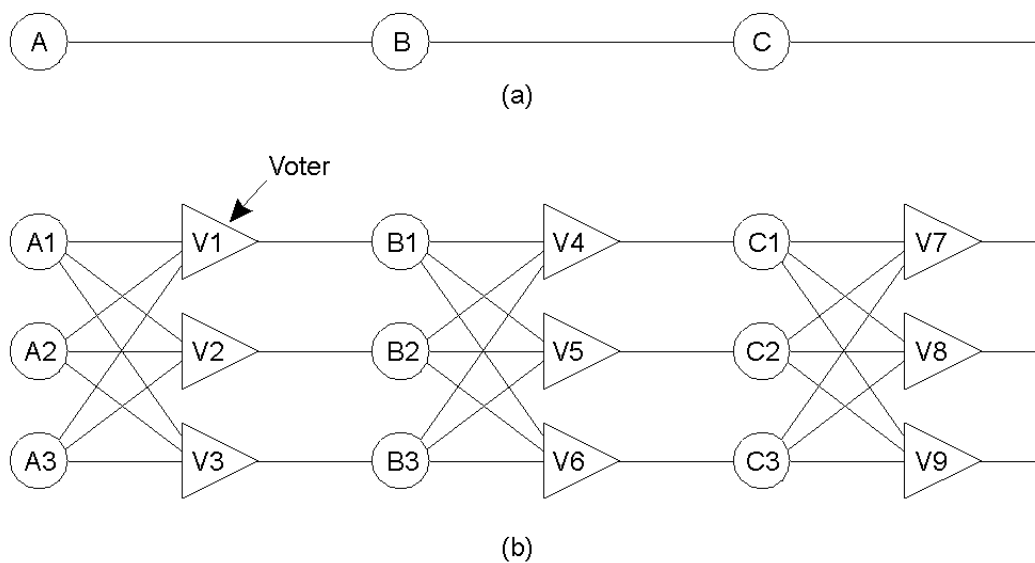 A B C
(a)
Voter
A1 V1 B1 V4 C1 V7
A2 V2 B2 V5 C2 V8
A3 V3 B3 V6 C3 V9
(b)